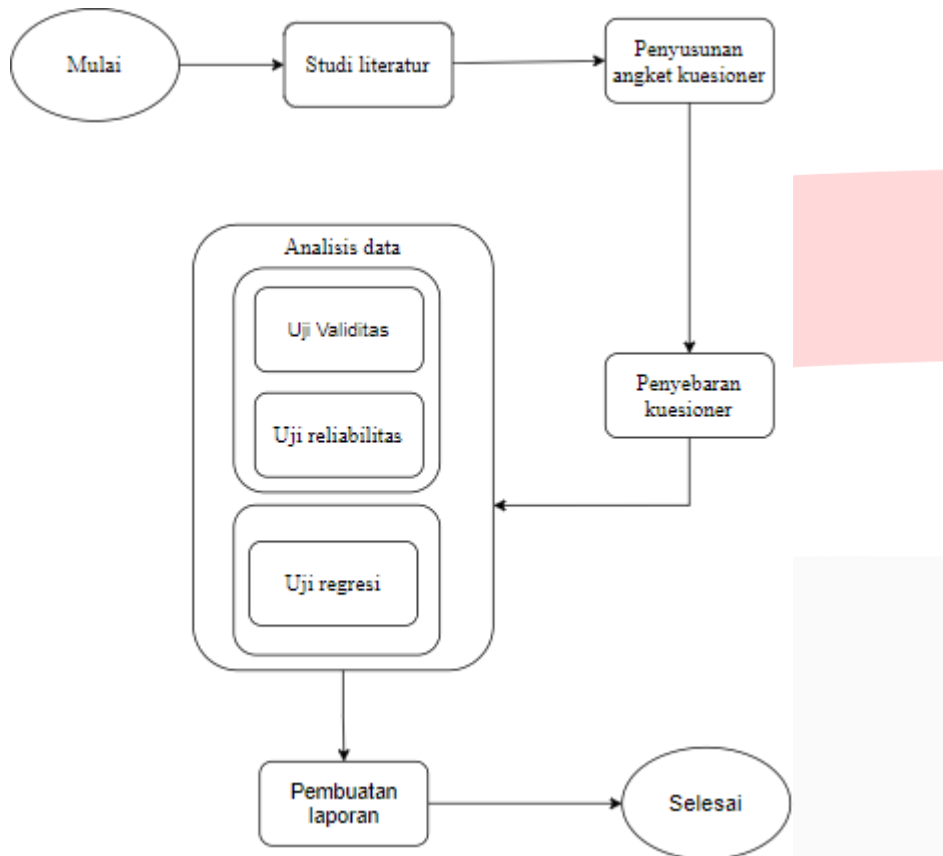 Mulai
Studi literatur
Penyusunan
angket kuesioner
Analisis data
Uji Validitas
Uji reliabilitas
Uji regresi
Penyebaran
kuesioner
Pembuatan
laporan
Selesai